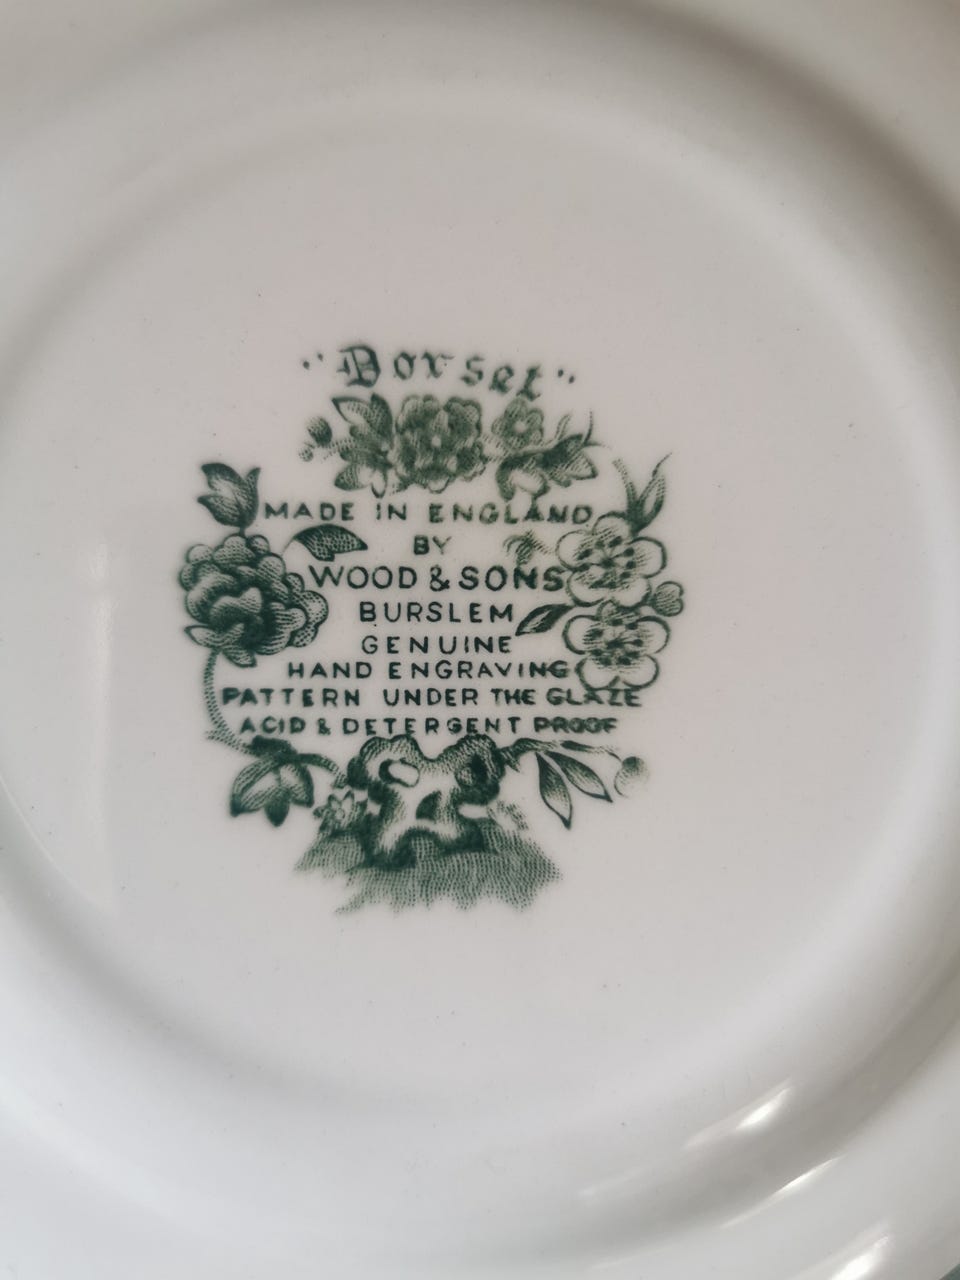 "Dorset"
MADE IN ENGLAND
BY
WOOD & SONS
BURSLEM
GENUINE
HAND ENGRAVING
PATTERN UNDER THE GLAZE
ACID & DETERGENT PROOF